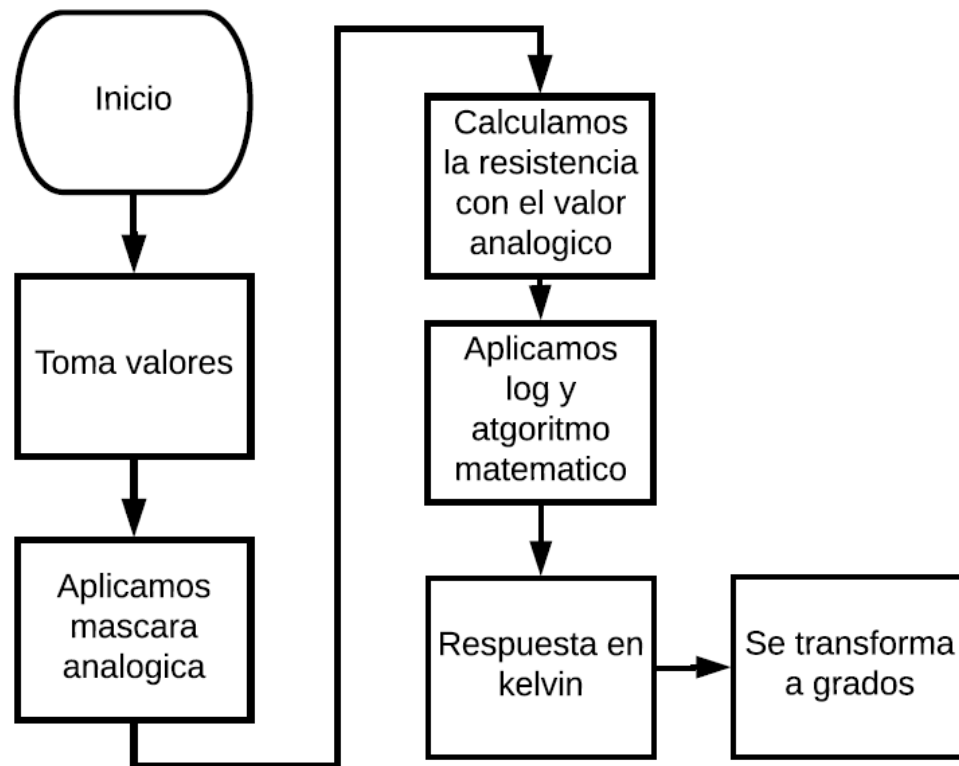 Inicio
Toma valores
Aplicamos
mascara
analogica
Calculamos
la resistencia
con el valor
analogico
Aplicamos
log y
atgoritmo
matematico
Respuesta en
kelvin
Se transforma
a grados